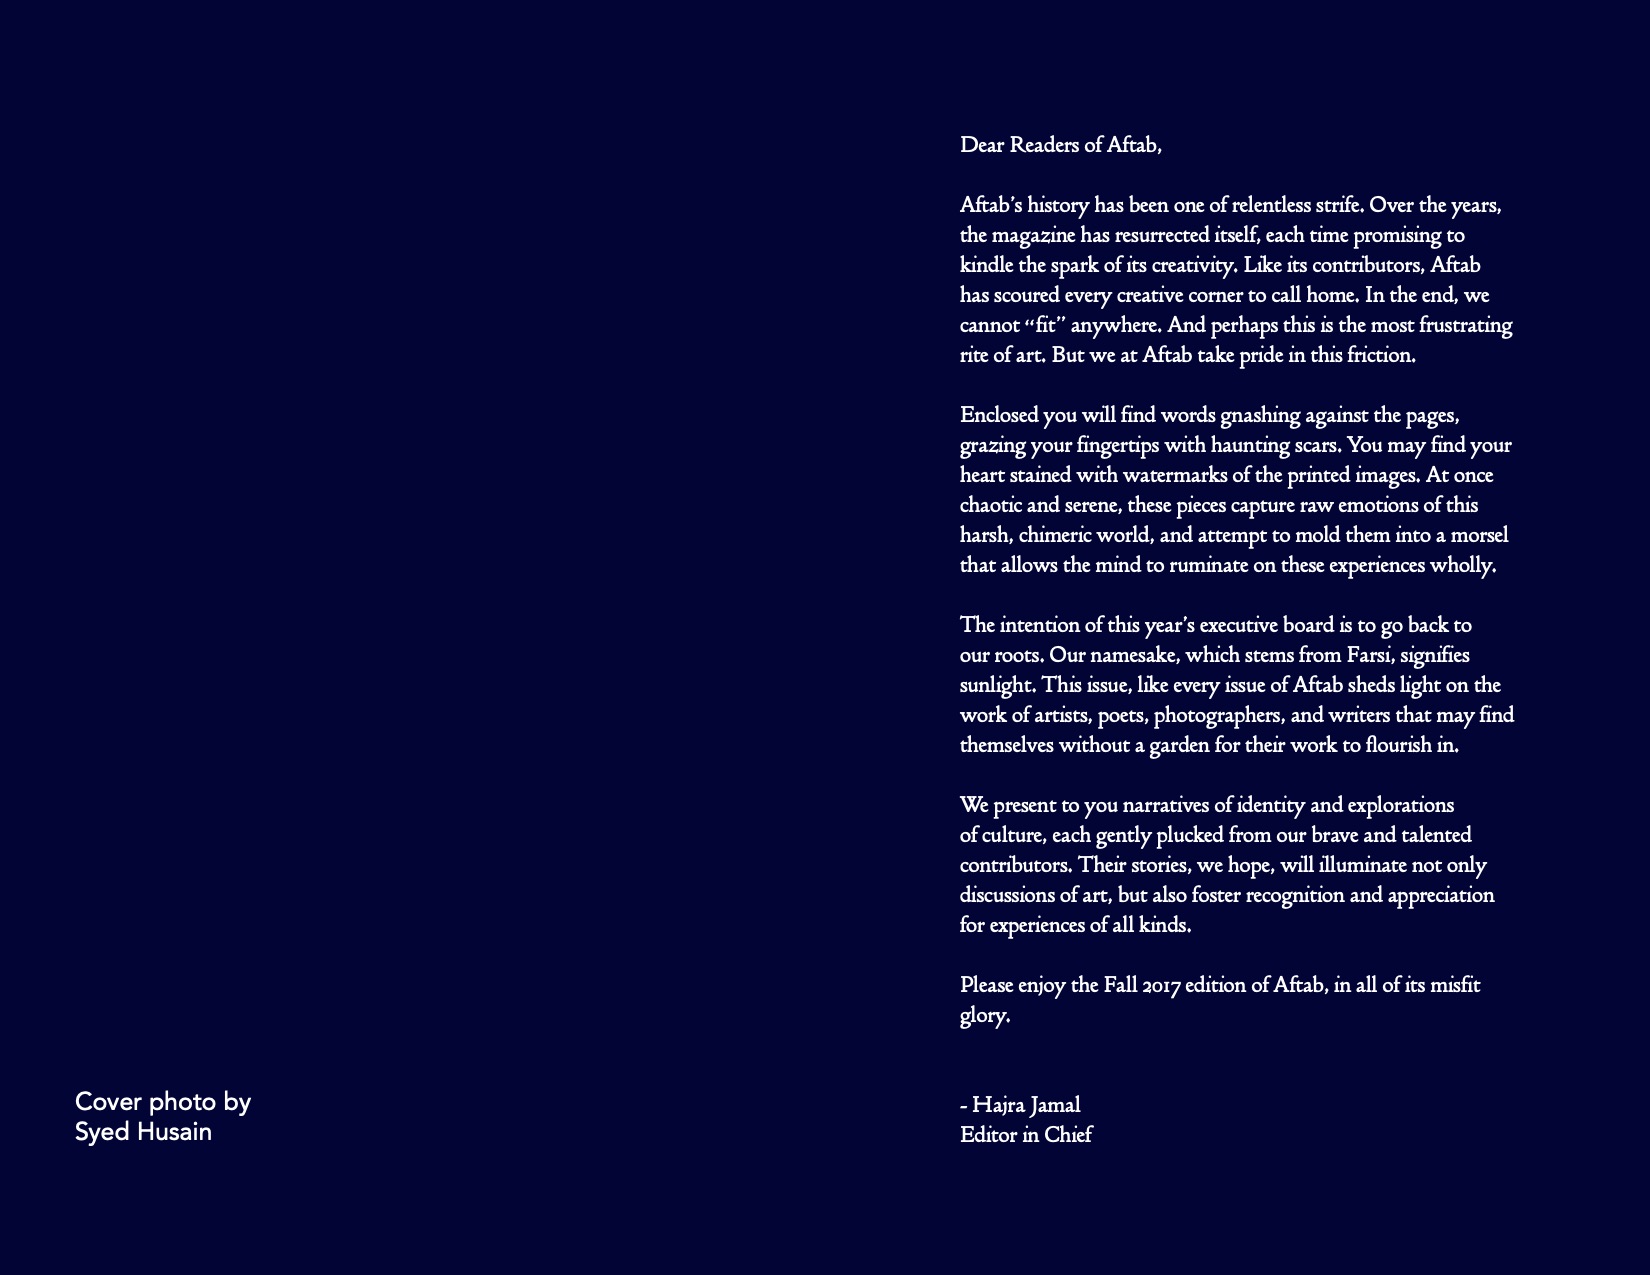 Dear Readers of Aftab,
Aftab’s history has been one of relentless strife. Over the years,
the magazine has resurrected itself, each time promising to
kindle the spark of its creativity. Like its contributors, Aftab
has scoured every creative corner to call home. In the end, we
cannot “fit” anywhere. And perhaps this is the most frustrating
rite of art. But we at Aftab take pride in this friction.
Enclosed you will find words gnashing against the pages,
grazing your fingertips with haunting scars. You may find your
heart stained with watermarks of the printed images. At once
chaotic and serene, these pieces capture raw emotions of this
harsh, chimeric world, and attempt to mold them into a morsel
that allows the mind to ruminate on these experiences wholly.
The intention of this year’s executive board is to go back to
our roots. Our namesake, which stems from Farsi, signifies
sunlight. This issue, like every issue of Aftab sheds light on the
work of artists, poets, photographers, and writers that may find
themselves without a garden for their work to flourish in.
We present to you narratives of identity and explorations
of culture, each gently plucked from our brave and talented
contributors. Their stories, we hope, will illuminate not only
discussions of art, but also foster recognition and appreciation
for experiences of all kinds.
Please enjoy the Fall 2017 edition of Aftab, in all of its misfit
glory.
- Hajra Jamal
Editor in Chief
Cover photo by
Syed Husain